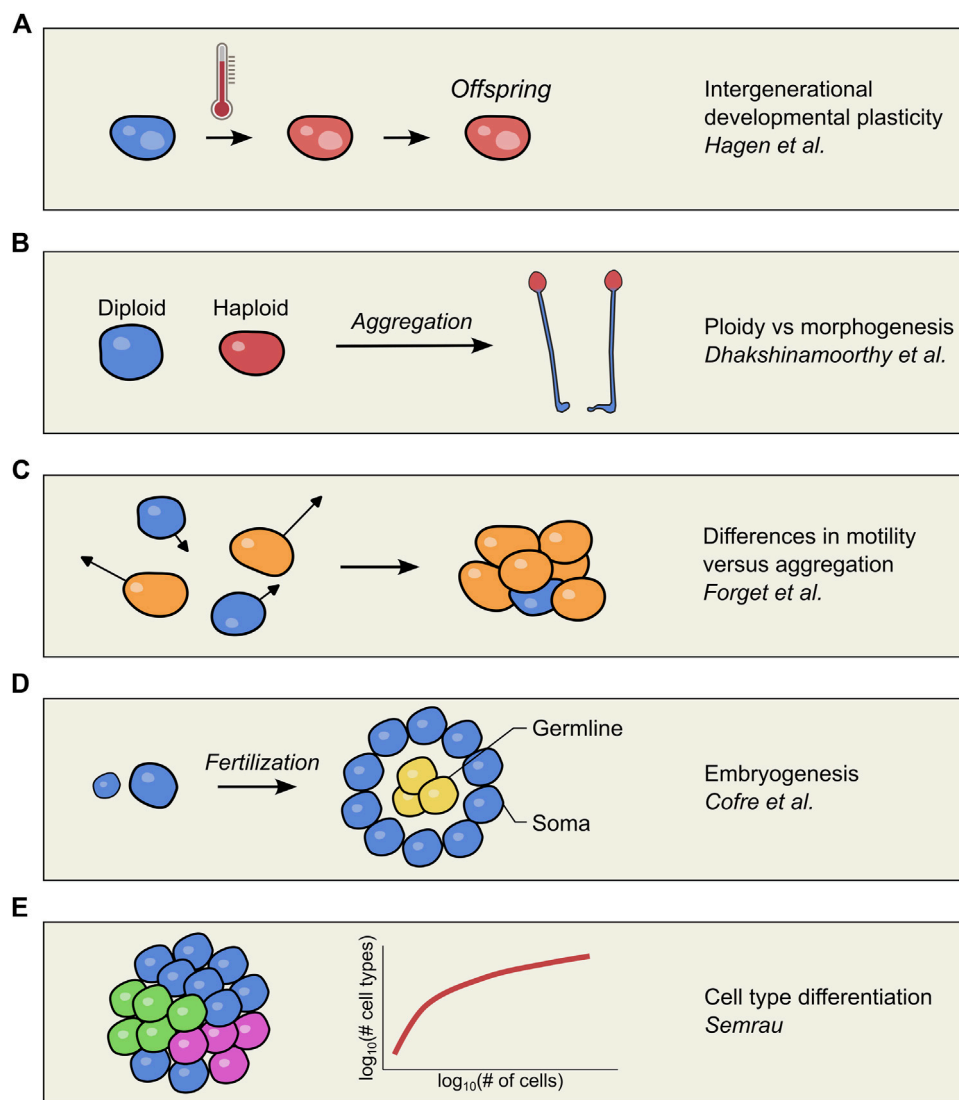 A
Offspring
Intergenerational
developmental plasticity
Hagen et al.
B
Diploid
Haploid
Aggregation
Ploidy vs morphogenesis
Dhakshinamoorthy et al.
C
Differences in motility
versus aggregation
Forget et al.
D
Fertilization
Germline
Soma
Embryogenesis
Cofre et al.
E
log₁₀(# cell types)
log₁₀(# of cells)
Cell type differentiation
Semrau